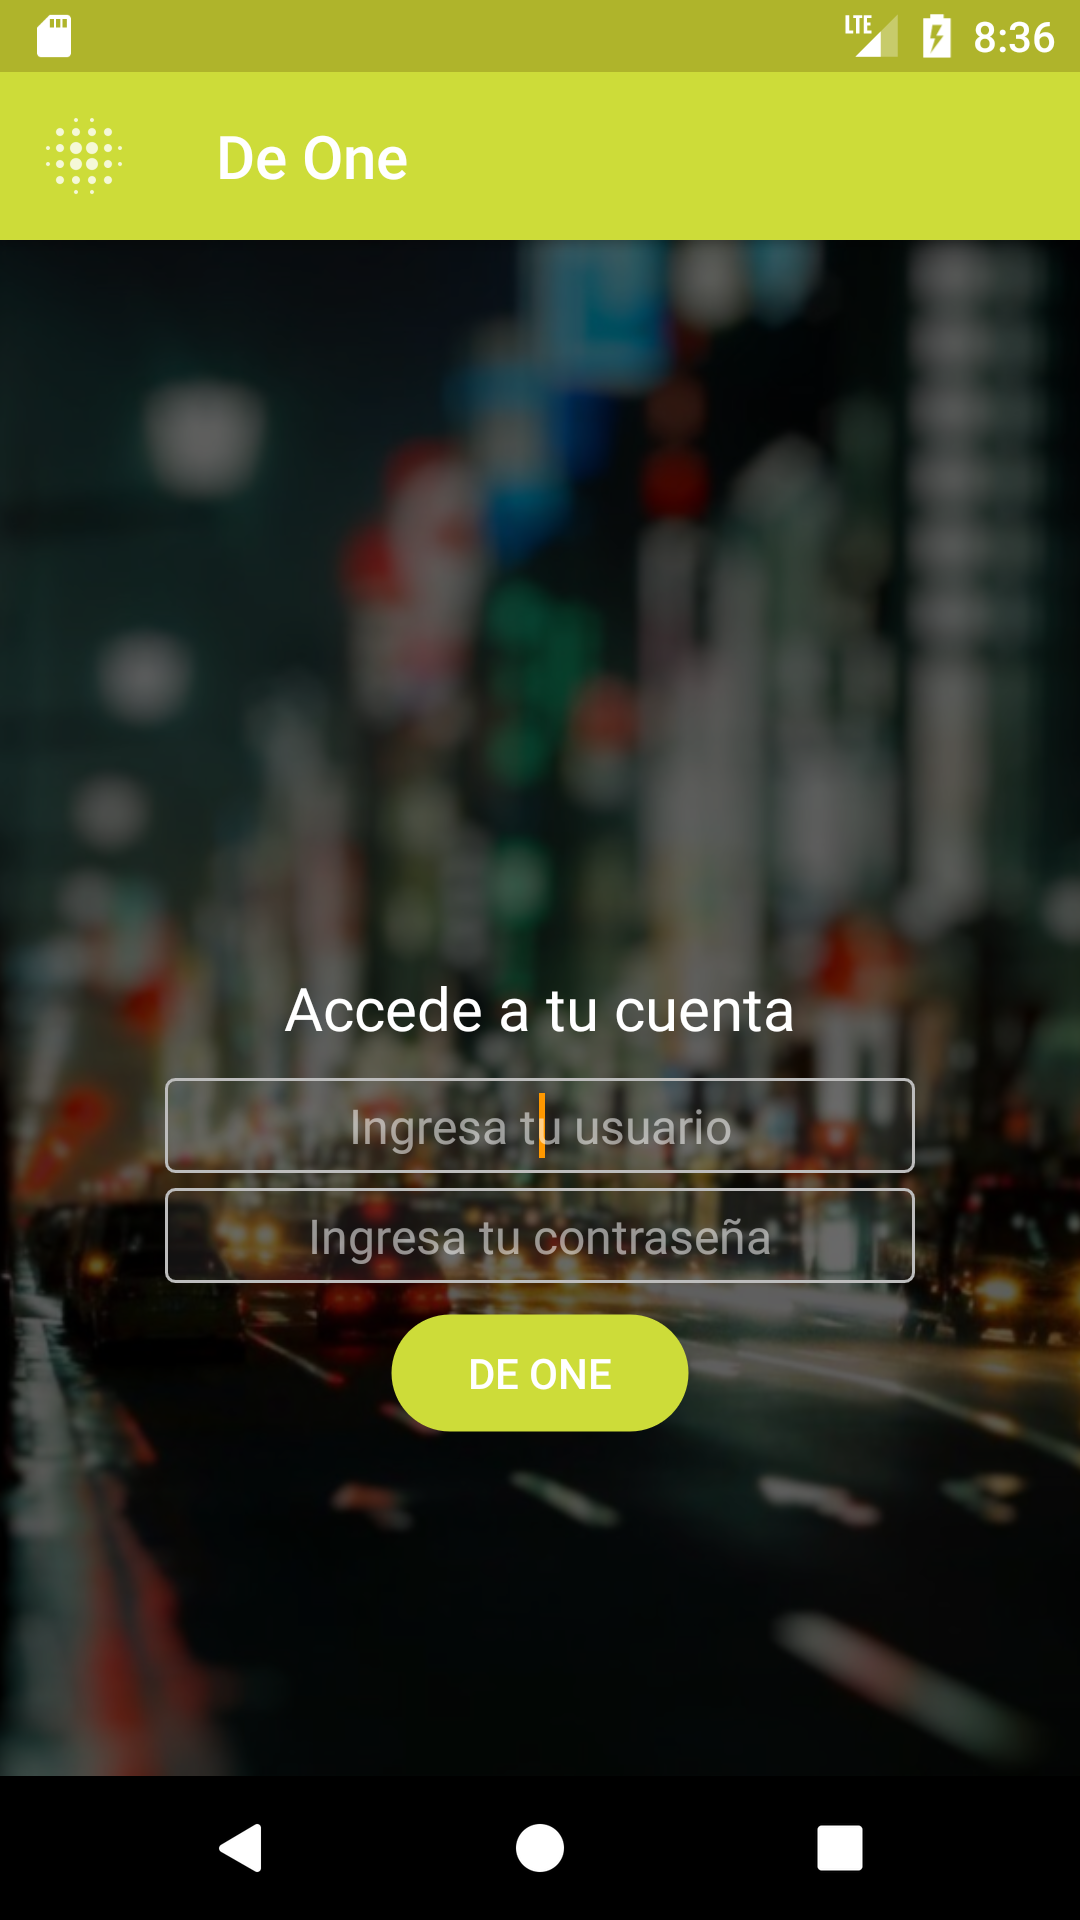 LTE 8:36
De One
Accede a tu cuenta
Ingresa tu usuario
Ingresa tu contraseña
DE ONE